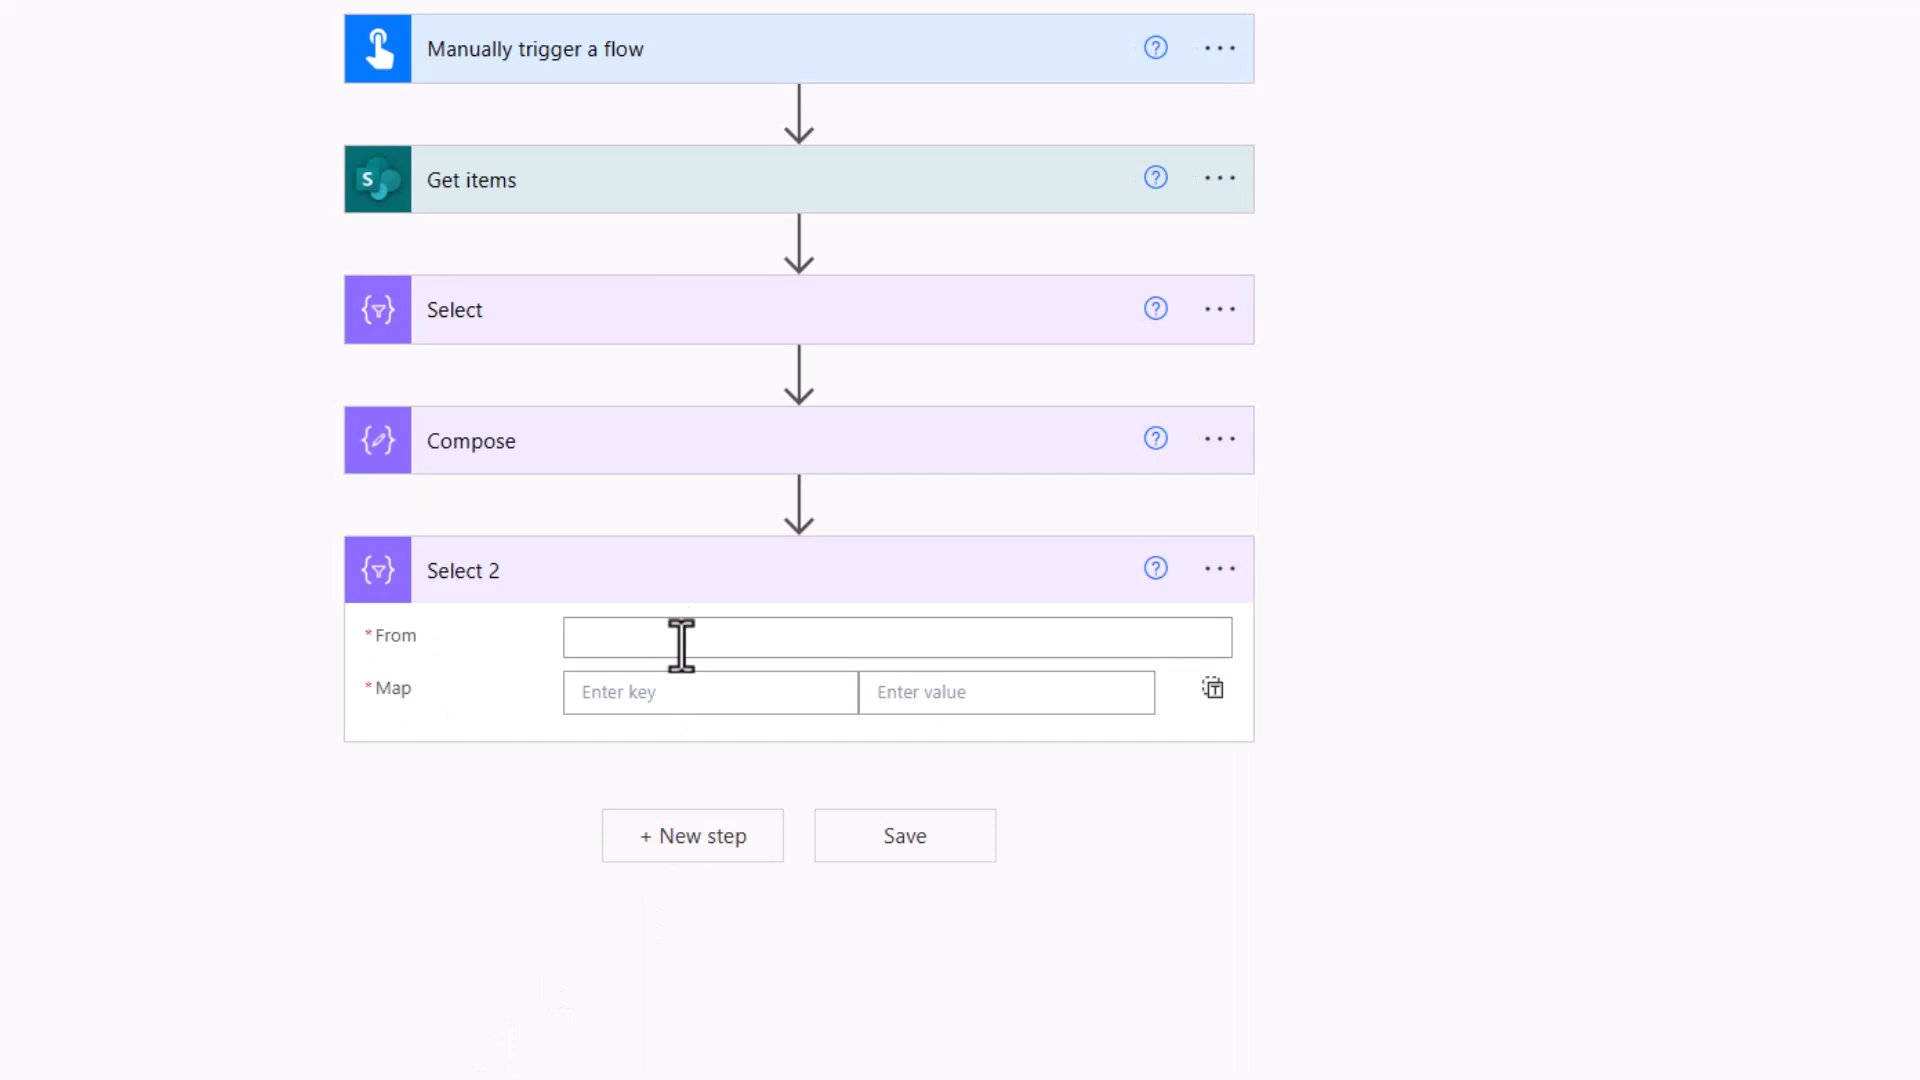 Manually trigger a flow
Get items
Select
Compose
Select 2
* From
* Map
Enter key
Enter value
+ New step
Save